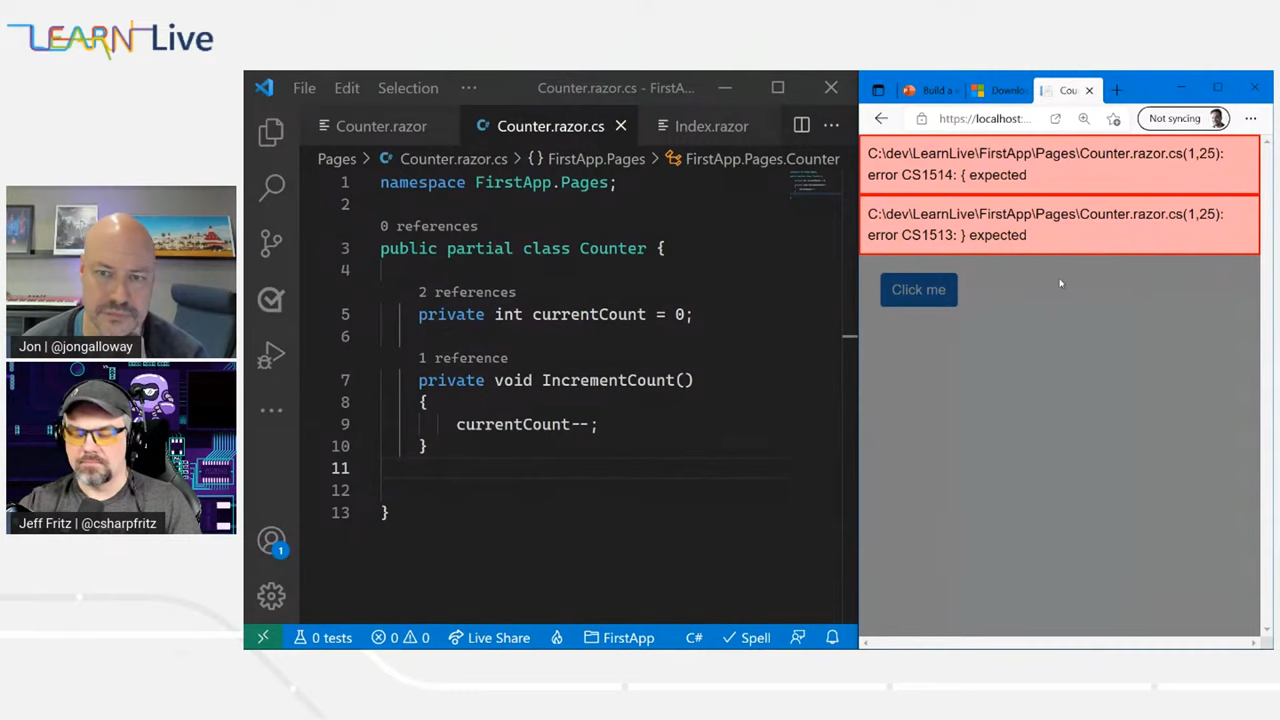 LEARN Live
File Edit Selection ··· Counter.razor.cs - FirstA...
Counter.razor Counter.razor.cs Index.razor ···
Pages > Counter.razor.cs > {} FirstApp.Pages > FirstApp.Pages.Counter
1 namespace FirstApp.Pages;
2
0 references
3 public partial class Counter {
4
2 references
5 private int currentCount = 0;
6
1 reference
7 private void IncrementCount()
8 {
9 currentCount--;
10 }
11
12
13 }
1
0 tests 0 0 Live Share FirstApp C# Spell
Build a Downlo Cou
https://localhost:... Not syncing ···
C:\dev\LearnLive\FirstApp\Pages\Counter.razor.cs(1,25):
error CS1514: { expected
C:\dev\LearnLive\FirstApp\Pages\Counter.razor.cs(1,25):
error CS1513: } expected
Click me
Jon | @jongalloway
Jeff Fritz | @csharpfritz